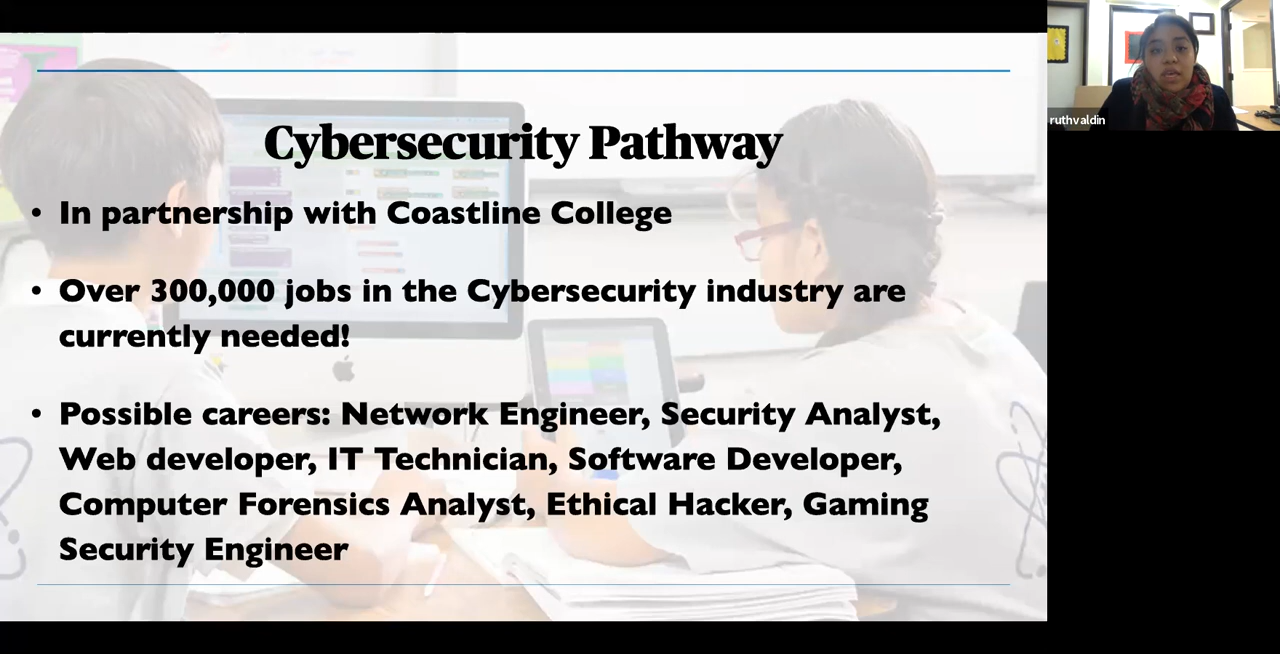 Cybersecurity Pathway
• In partnership with Coastline College
• Over 300,000 jobs in the Cybersecurity industry are
currently needed!
• Possible careers: Network Engineer, Security Analyst,
Web developer, IT Technician, Software Developer,
Computer Forensics Analyst, Ethical Hacker, Gaming
Security Engineer
ruthvaldin